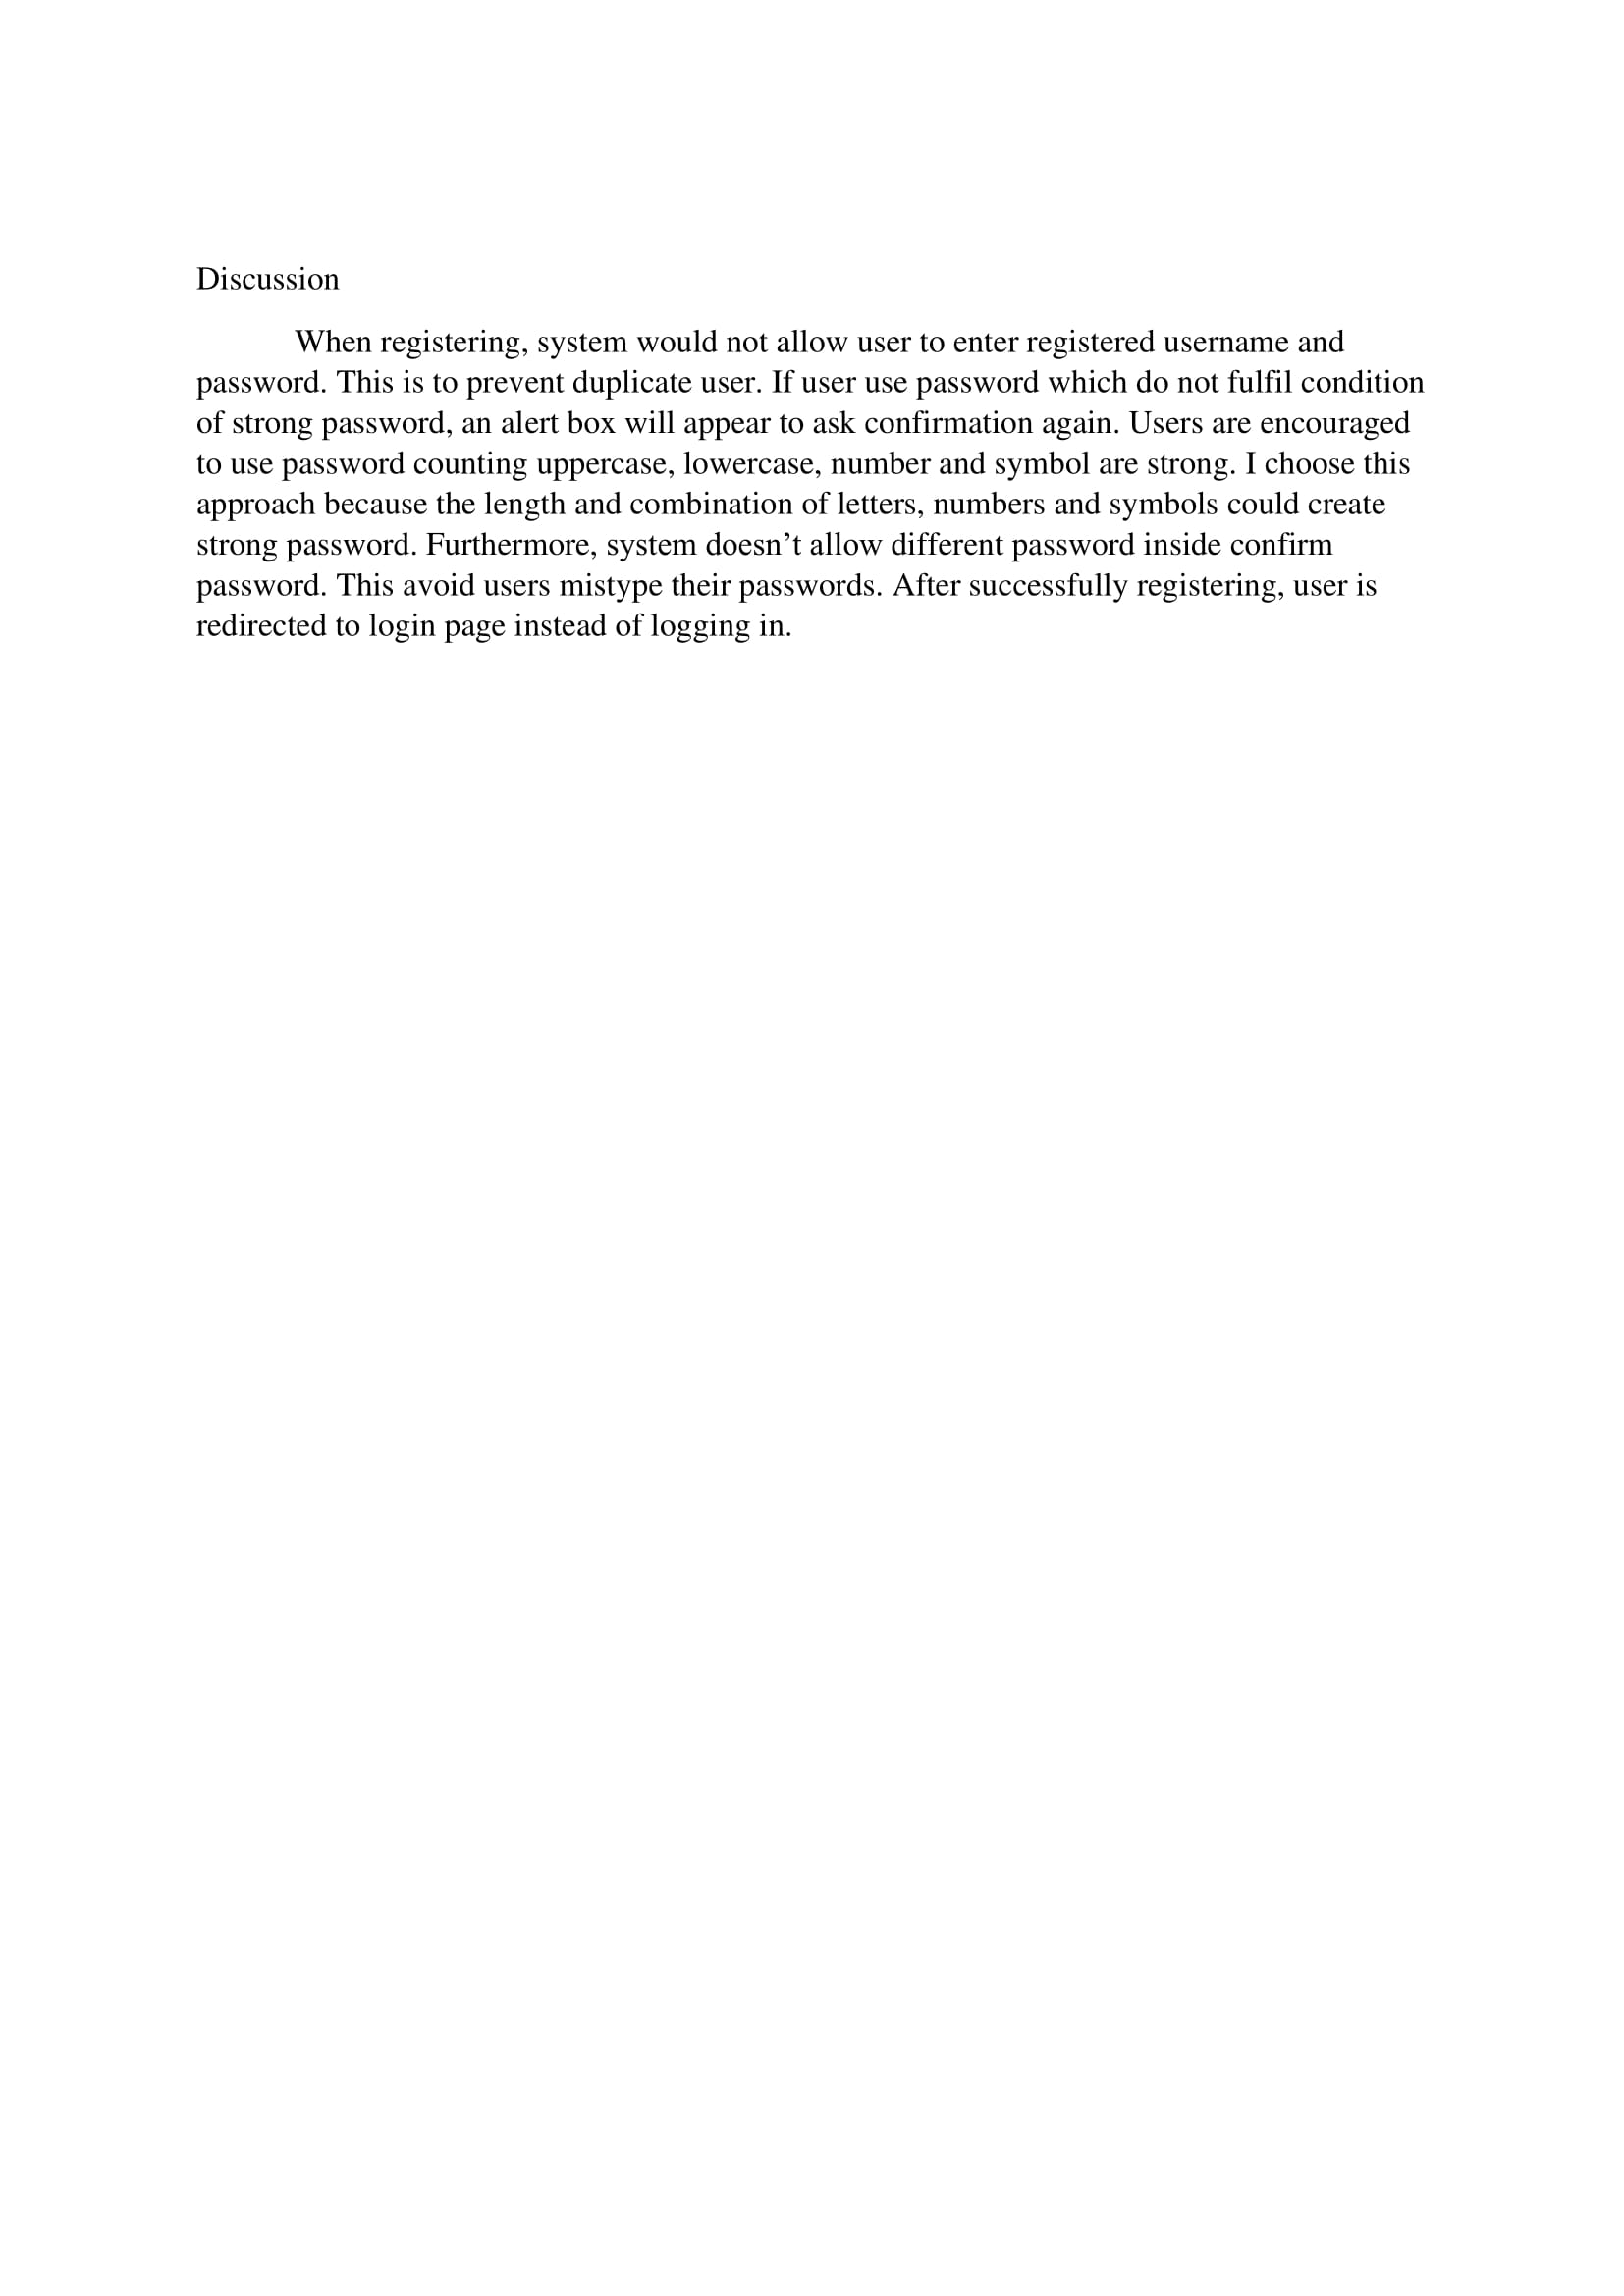 Discussion
When registering, system would not allow user to enter registered username and
password. This is to prevent duplicate user. If user use password which do not fulfil condition
of strong password, an alert box will appear to ask confirmation again. Users are encouraged
to use password counting uppercase, lowercase, number and symbol are strong. I choose this
approach because the length and combination of letters, numbers and symbols could create
strong password. Furthermore, system doesn’t allow different password inside confirm
password. This avoid users mistype their passwords. After successfully registering, user is
redirected to login page instead of logging in.